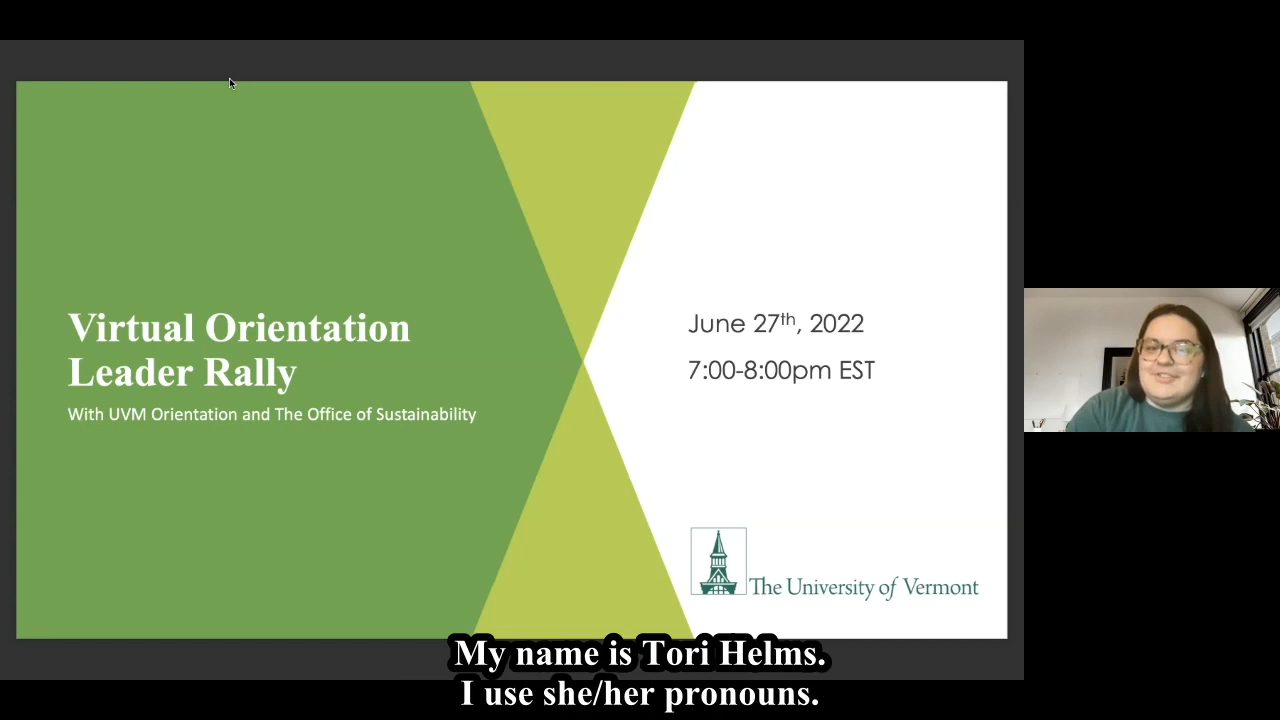 Virtual Orientation
Leader Rally
With UVM Orientation and The Office of Sustainability
June 27th, 2022
7:00-8:00pm EST
The University of Vermont
My name is Tori Helms.
I use she/her pronouns.